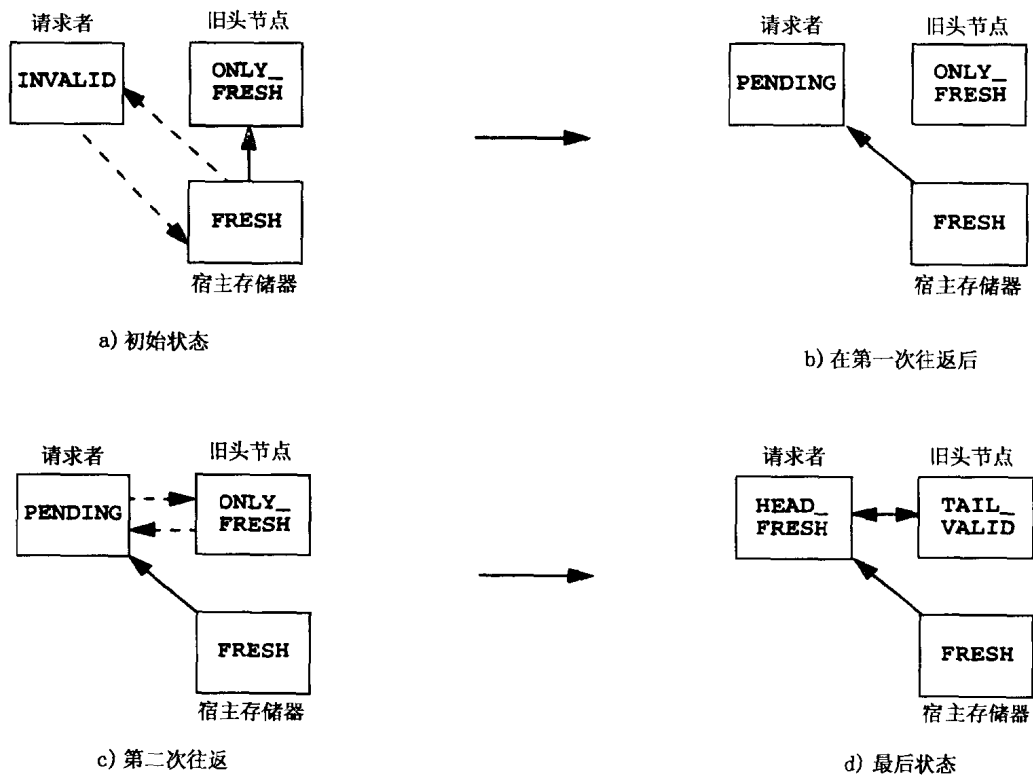 请求者 旧头节点 请求者 旧头节点
INVALID ONLY_ PENDING ONLY_
FRESH FRESH
FRESH FRESH
宿主存储器 宿主存储器
a) 初始状态 b) 在第一次往返后
请求者 旧头节点 请求者 旧头节点
PENDING ONLY_ HEAD_ TAIL_
FRESH FRESH VALID
FRESH FRESH
宿主存储器 宿主存储器
c) 第二次往返 d) 最后状态